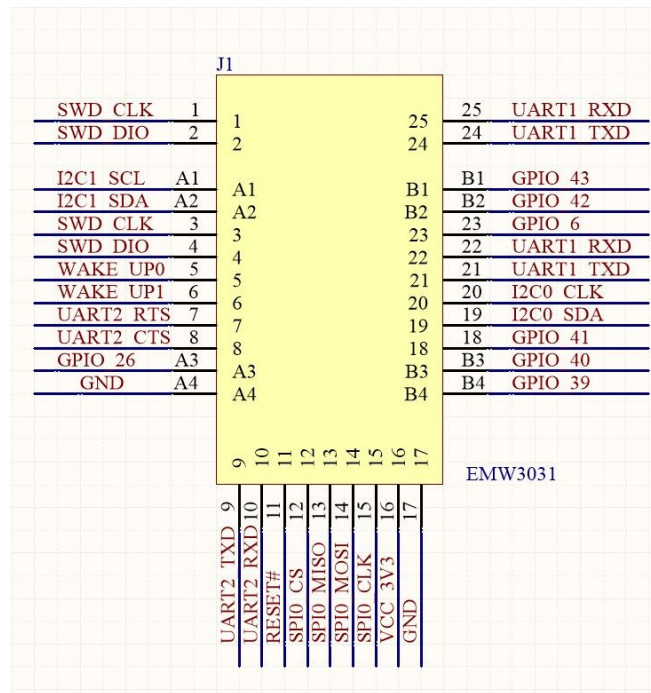 J1
SWD CLK 1 1 25 25 UART1 RXD
SWD DIO 2 2 24 24 UART1 TXD
I2C1 SCL A1 A1 B1 B1 GPIO 43
I2C1 SDA A2 A2 B2 B2 GPIO 42
SWD CLK 3 3 23 23 GPIO 6
SWD DIO 4 4 22 22 UART1 RXD
WAKE UP0 5 5 21 21 UART1 TXD
WAKE UP1 6 6 20 20 I2C0 CLK
UART2 RTS 7 7 19 19 I2C0 SDA
UART2 CTS 8 8 18 18 GPIO 41
GPIO 26 A3 A3 B3 B3 GPIO 40
GND A4 A4 B4 B4 GPIO 39
9 10 11 12 13 14 15 16 17
EMW3031
UART2 TXD 9
UART2 RXD 10
RESET# 11
SPI0 CS 12
SPI0 MISO 13
SPI0 MOSI 14
SPI0 CLK 15
VCC 3V3 16
GND 17